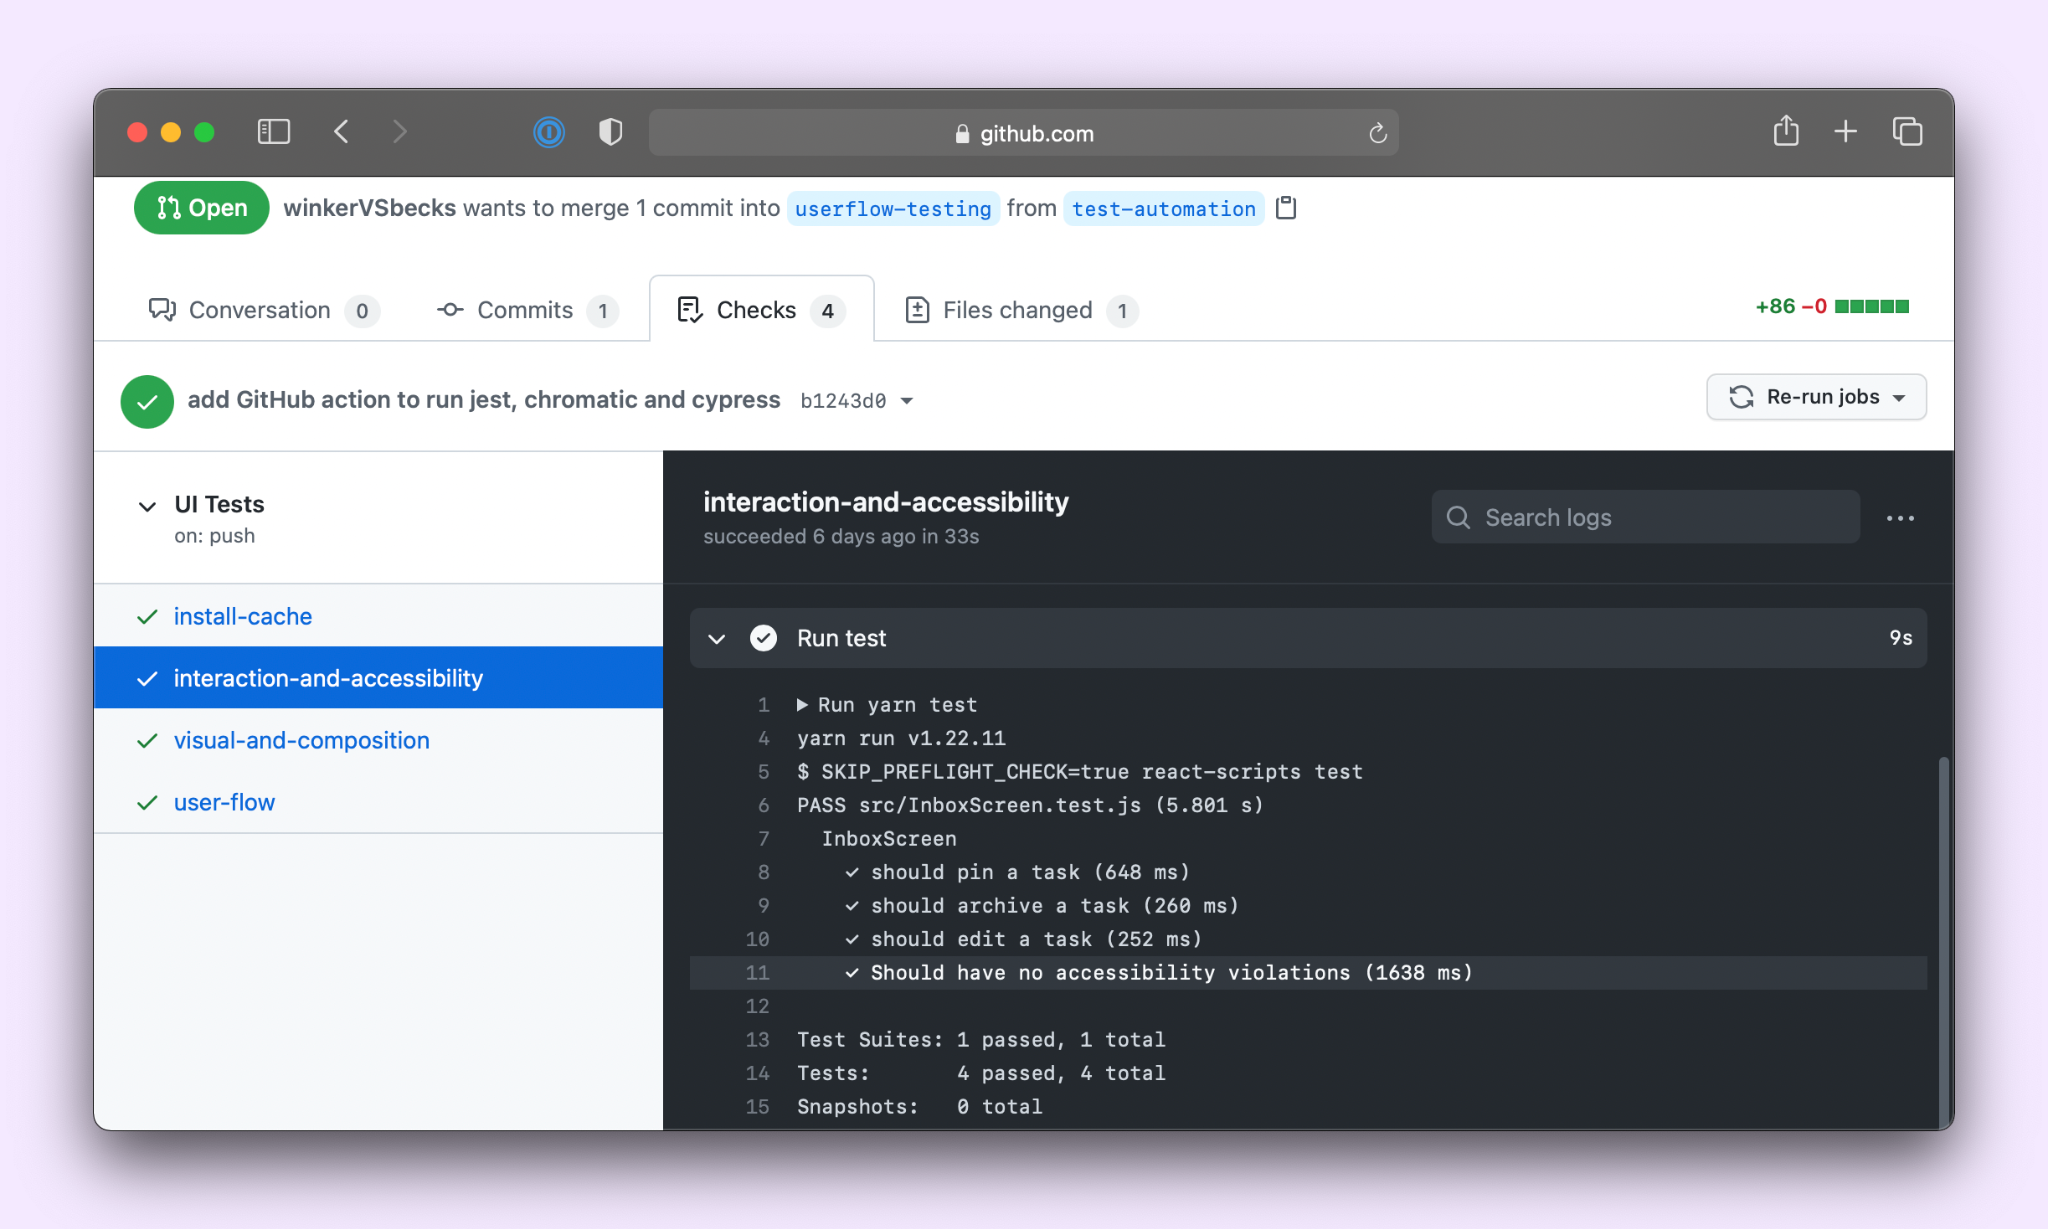 github.com
Open winkerVSbecks wants to merge 1 commit into userflow-testing from test-automation
Conversation 0 Commits 1 Checks 4 Files changed 1 +86 −0
add GitHub action to run jest, chromatic and cypress b1243d0 Re-run jobs
UI Tests
on: push
install-cache
interaction-and-accessibility
visual-and-composition
user-flow
interaction-and-accessibility
succeeded 6 days ago in 33s
Search logs
Run test 9s
1 Run yarn test
4 yarn run v1.22.11
5 $ SKIP_PREFLIGHT_CHECK=true react-scripts test
6 PASS src/InboxScreen.test.js (5.801 s)
7 InboxScreen
8 ✓ should pin a task (648 ms)
9 ✓ should archive a task (260 ms)
10 ✓ should edit a task (252 ms)
11 ✓ Should have no accessibility violations (1638 ms)
12
13 Test Suites: 1 passed, 1 total
14 Tests: 4 passed, 4 total
15 Snapshots: 0 total